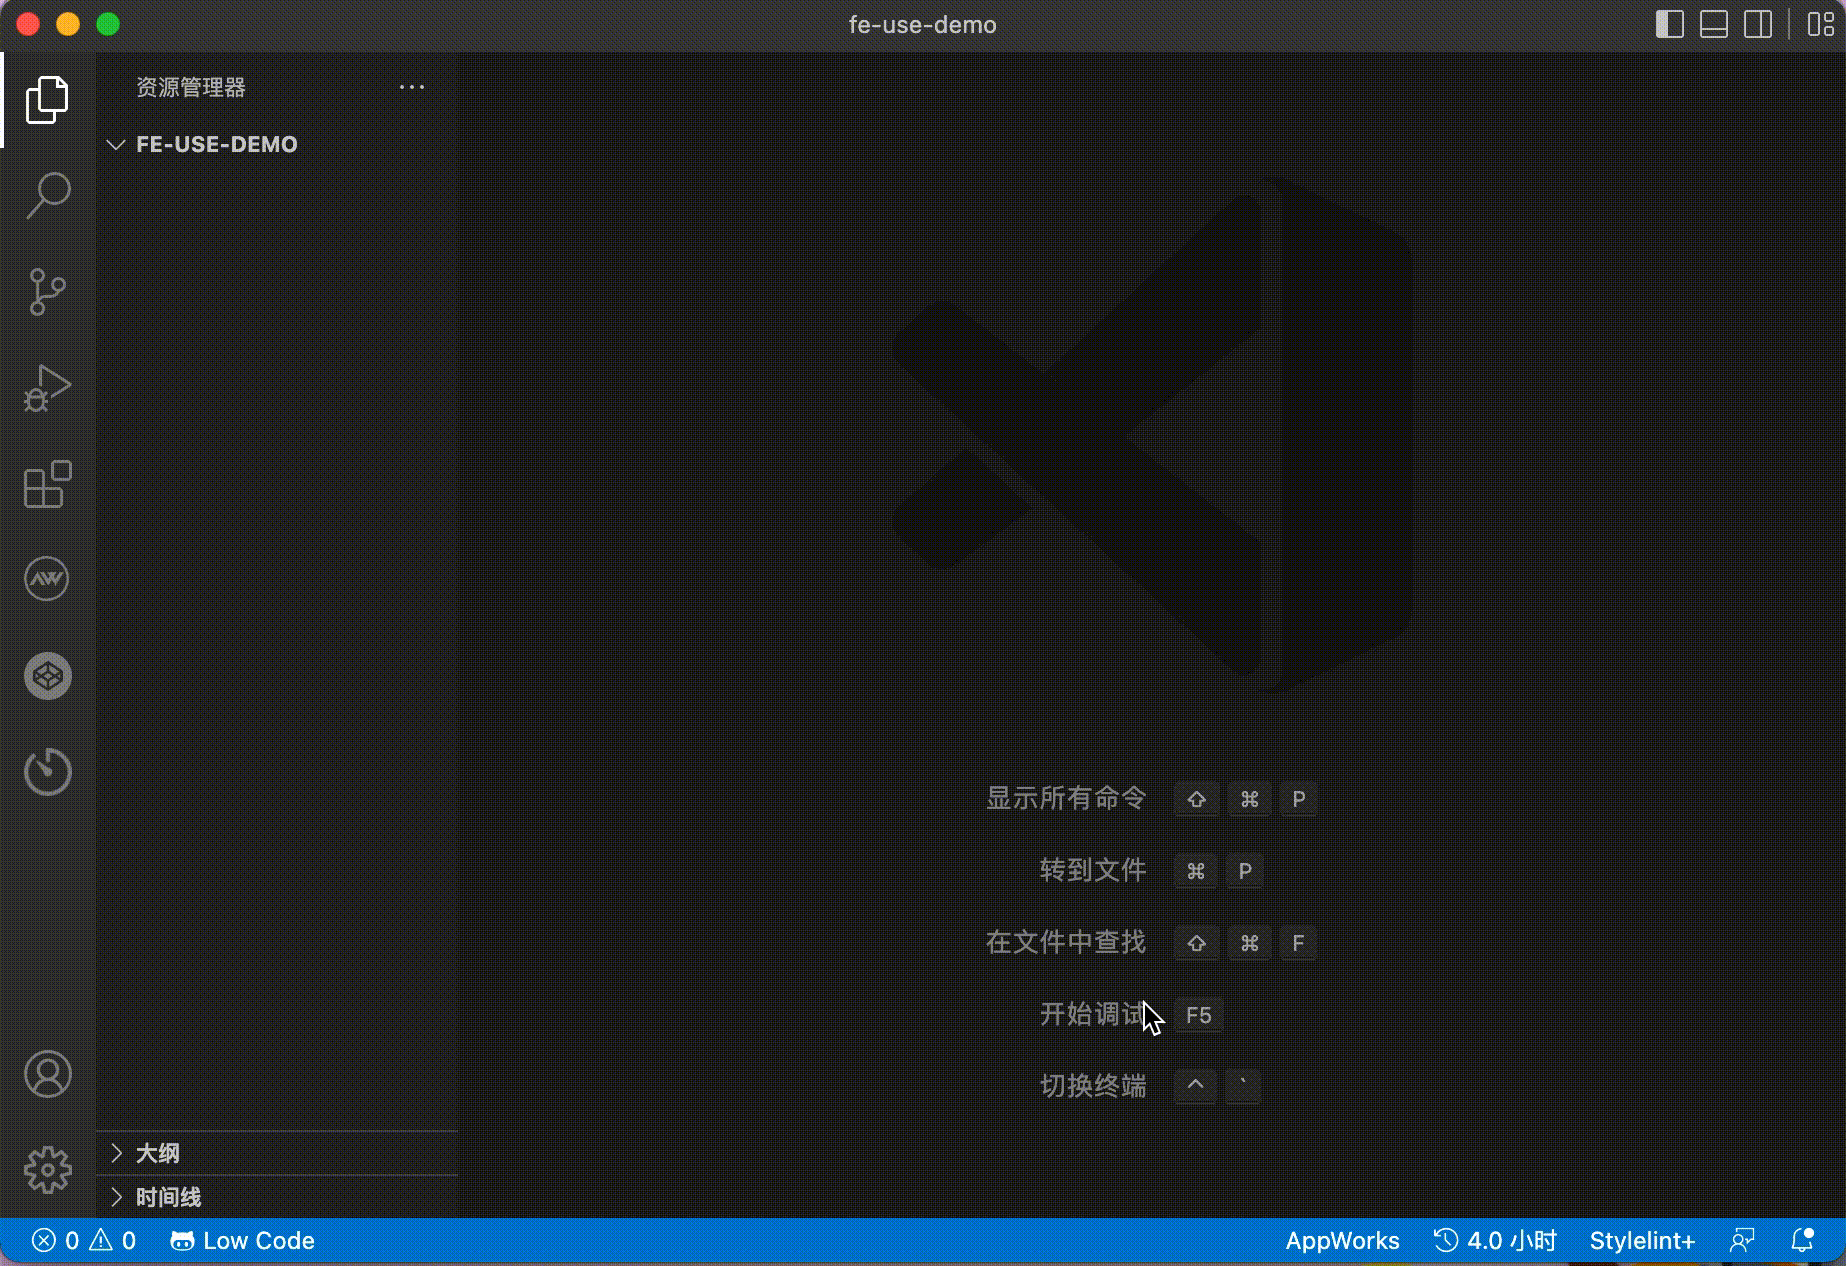 fe-use-demo
资源管理器
FE-USE-DEMO
显示所有命令 ⇧ ⌘ P
转到文件 ⌘ P
在文件中查找 ⇧ ⌘ F
开始调试 F5
切换终端 ^ `
大纲
时间线
0 0 Low Code AppWorks 4.0 小时 Stylelint+